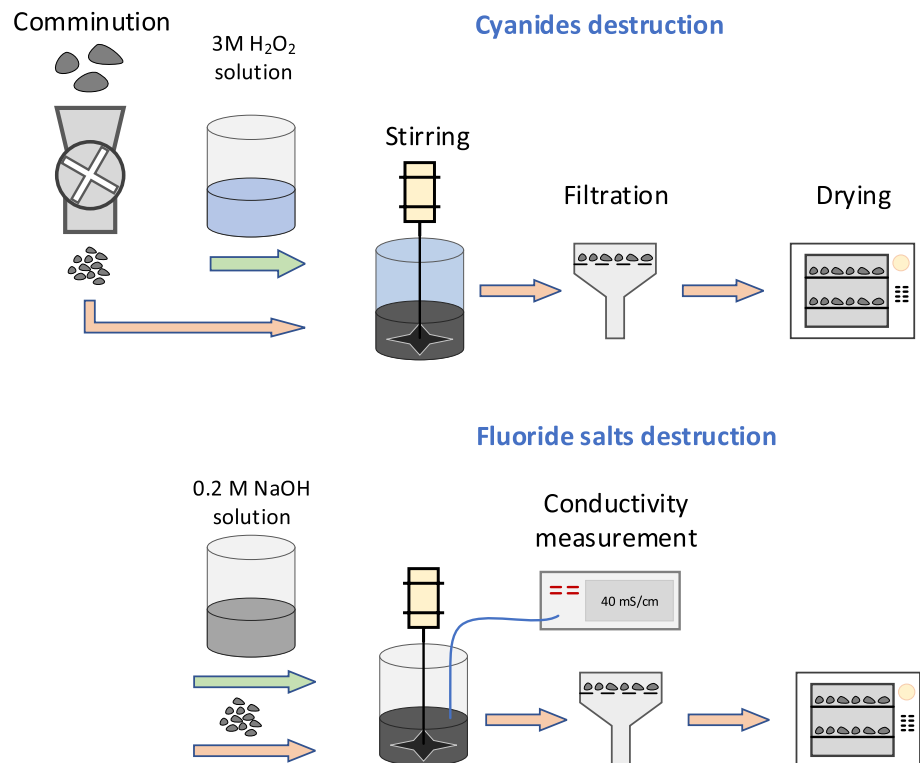 Comminution
3M H₂O₂
solution
Cyanides destruction
Stirring
Filtration
Drying
Fluoride salts destruction
0.2 M NaOH
solution
Conductivity
measurement
40 mS/cm